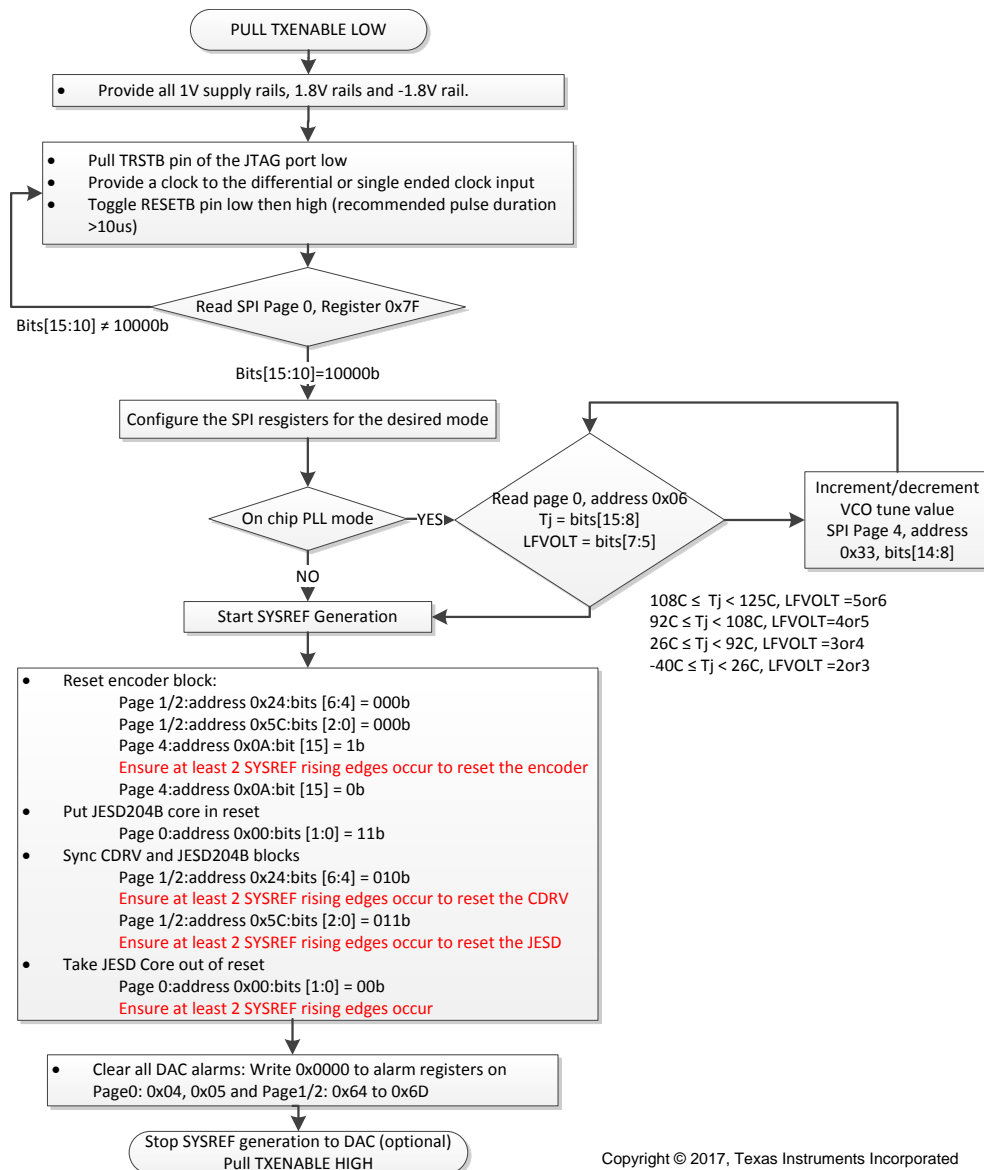 PULL TXENABLE LOW
• Provide all 1V supply rails, 1.8V rails and -1.8V rail.
• Pull TRSTB pin of the JTAG port low
• Provide a clock to the differential or single ended clock input
• Toggle RESETB pin low then high (recommended pulse duration
>10us)
Read SPI Page 0, Register 0x7F
Bits[15:10] ≠ 10000b
Bits[15:10]=10000b
Configure the SPI resgisters for the desired mode
On chip PLL mode
YES
Read page 0, address 0x06
Tj = bits[15:8]
LFVOLT = bits[7:5]
Increment/decrement
VCO tune value
SPI Page 4, address
0x33, bits[14:8]
NO
108C ≤ Tj < 125C, LFVOLT =5or6
92C ≤ Tj < 108C, LFVOLT=4or5
26C ≤ Tj < 92C, LFVOLT =3or4
-40C ≤ Tj < 26C, LFVOLT =2or3
Start SYSREF Generation
• Reset encoder block:
Page 1/2:address 0x24:bits [6:4] = 000b
Page 1/2:address 0x5C:bits [2:0] = 000b
Page 4:address 0x0A:bit [15] = 1b
Ensure at least 2 SYSREF rising edges occur to reset the encoder
Page 4:address 0x0A:bit [15] = 0b
• Put JESD204B core in reset
Page 0:address 0x00:bits [1:0] = 11b
• Sync CDRV and JESD204B blocks
Page 1/2:address 0x24:bits [6:4] = 010b
Ensure at least 2 SYSREF rising edges occur to reset the CDRV
Page 1/2:address 0x5C:bits [2:0] = 011b
Ensure at least 2 SYSREF rising edges occur to reset the JESD
• Take JESD Core out of reset
Page 0:address 0x00:bits [1:0] = 00b
Ensure at least 2 SYSREF rising edges occur
• Clear all DAC alarms: Write 0x0000 to alarm registers on
Page0: 0x04, 0x05 and Page1/2: 0x64 to 0x6D
Stop SYSREF generation to DAC (optional)
Pull TXENABLE HIGH
Copyright © 2017, Texas Instruments Incorporated